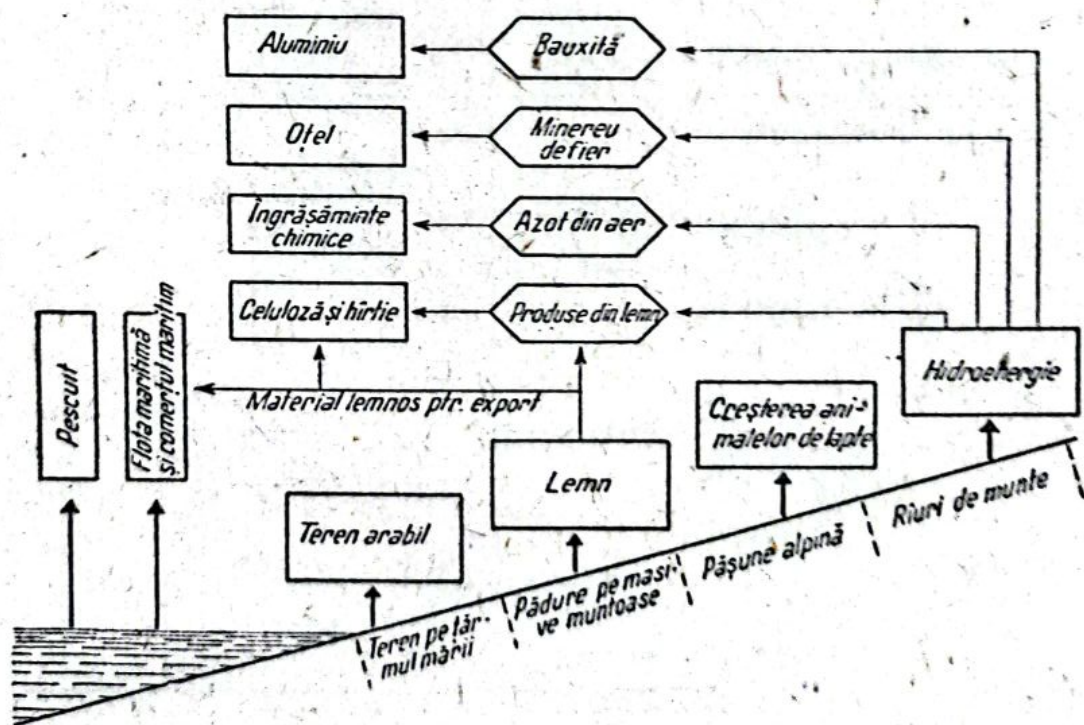 Aluminiu
Bauxită
Oțel
Minereu
de fier
Îngrășăminte
chimice
Azot din aer
Celuloză și hîrtie
Produse din lemn
Pescuit
Flota maritimă
și comerțul maritim
Material lemnos ptr. export
Hidroenergie
Creșterea ani-
malelor de lapte
Lemn
Teren arabil
Rîuri de munte
Pășune alpină
Pădure pe masi-
ve muntoase
Teren pe țăr-
mul mării